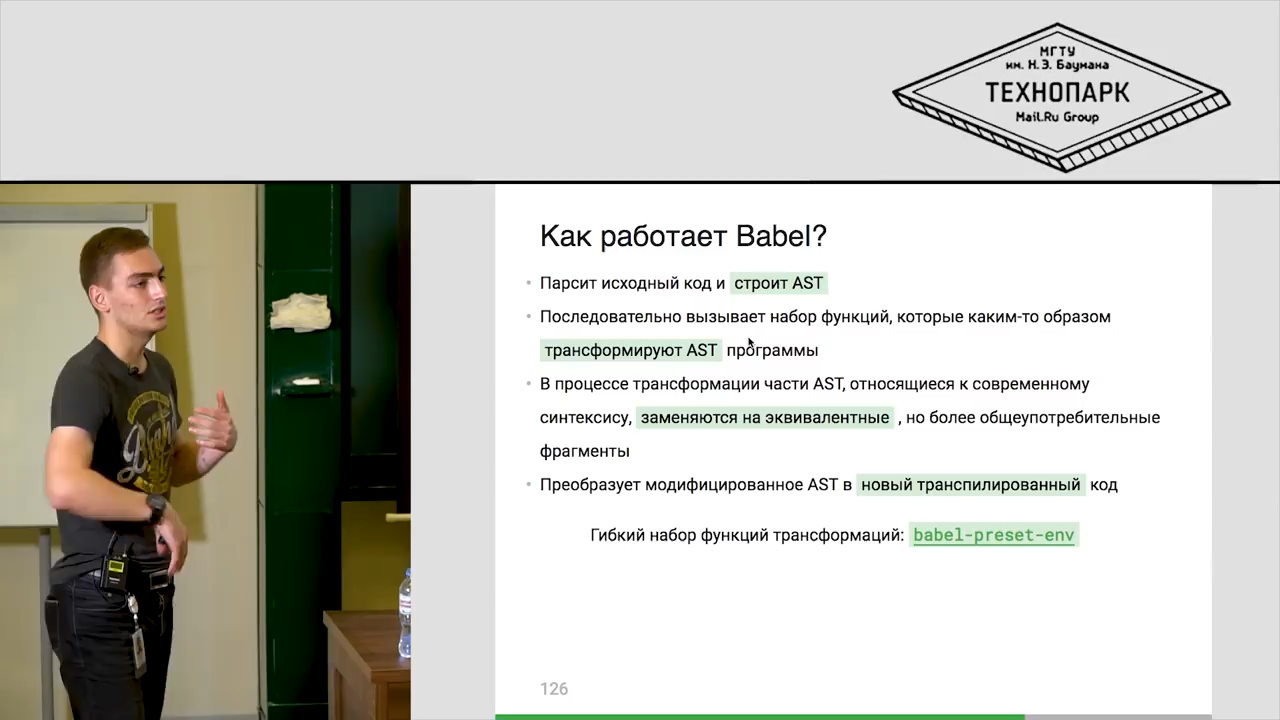 МГТУ
им. Н.Э. Баумана
ТЕХНОПАРК
Mail.Ru Group
Как работает Babel?
• Парсит исходный код и строит AST
• Последовательно вызывает набор функций, которые каким-то образом
трансформируют AST программы
• В процессе трансформации части AST, относящиеся к современному
синтексису, заменяются на эквивалентные , но более общеупотребительные
фрагменты
• Преобразует модифицированное AST в новый транспилированный код
Гибкий набор функций трансформаций: babel-preset-env
126